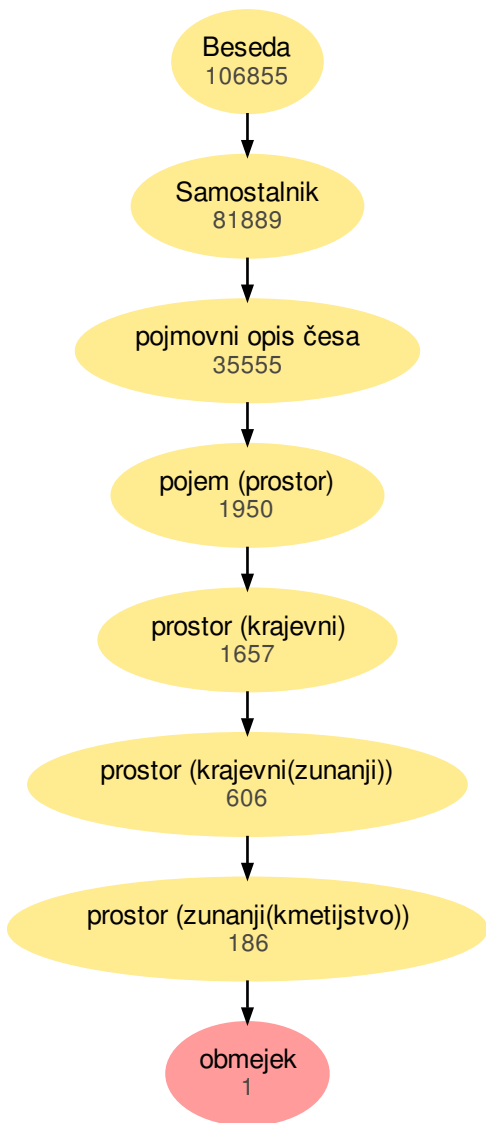 Beseda
106855
Samostalnik
81889
pojmovni opis česa
35555
pojem (prostor)
1950
prostor (krajevni)
1657
prostor (krajevni(zunanji))
606
prostor (zunanji(kmetijstvo))
186
obmejek
1